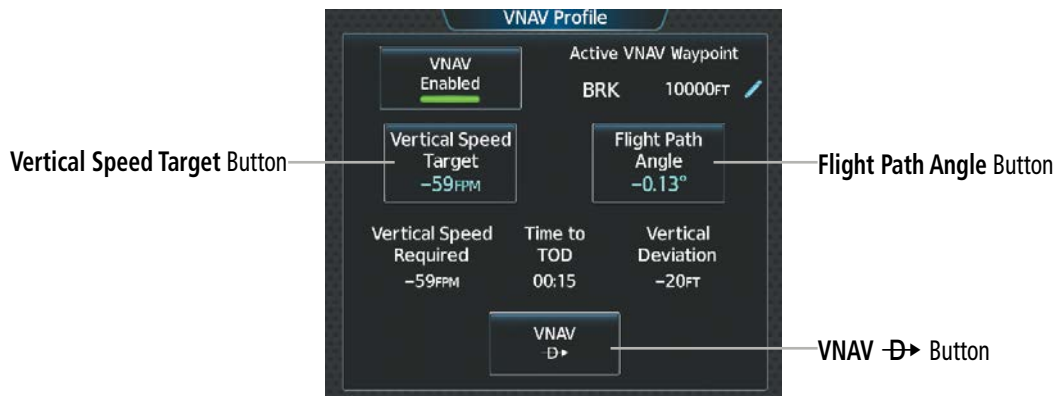 VNAV Profile
VNAV
Enabled
Active VNAV Waypoint
BRK 10000FT
Vertical Speed Target Button
Vertical Speed
Target
−59FPM
Flight Path
Angle
−0.13°
Flight Path Angle Button
Vertical Speed
Required
−59FPM
Time to
TOD
00:15
Vertical
Deviation
−20FT
VNAV
D
VNAV D Button